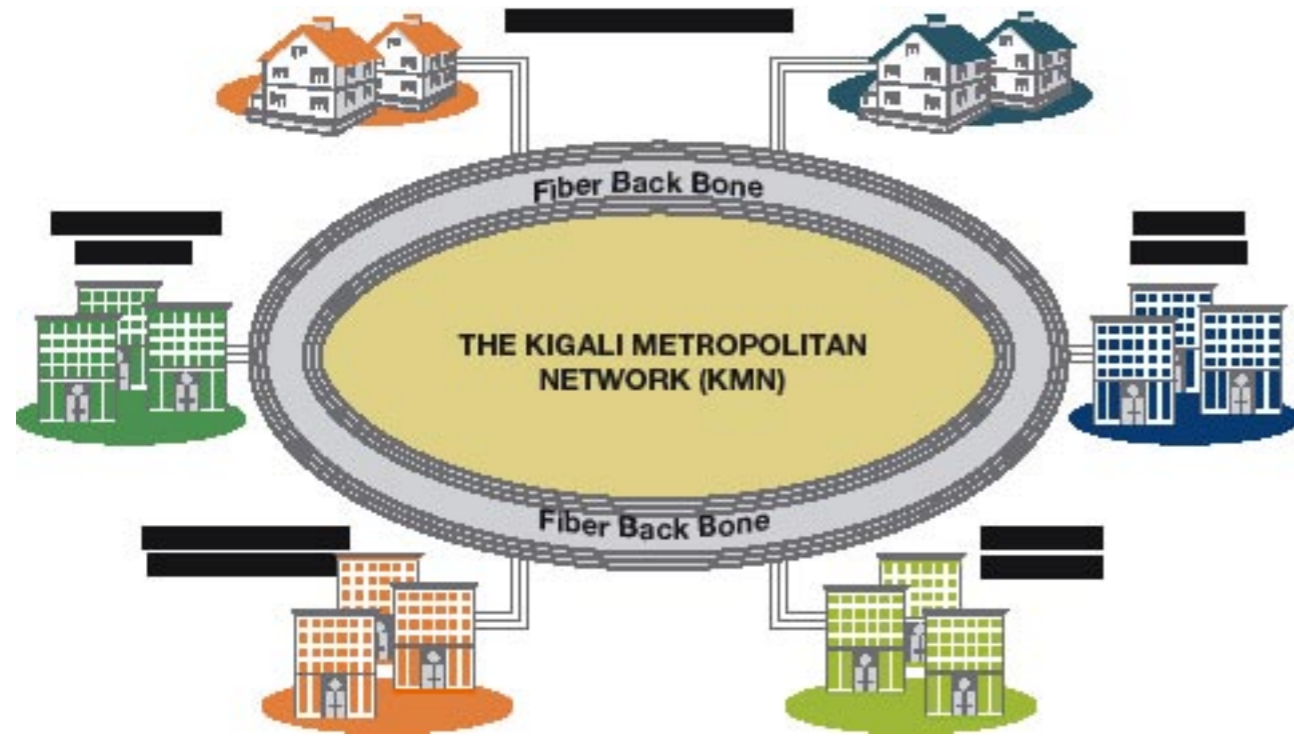 Fiber Back Bone
THE KIGALI METROPOLITAN
NETWORK (KMN)
Fiber Back Bone